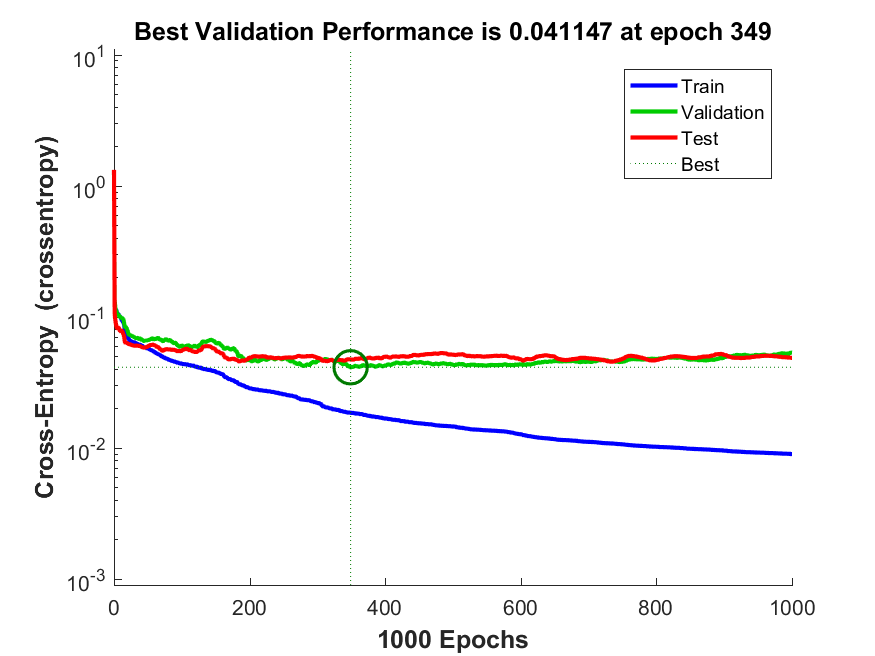 Best Validation Performance is 0.041147 at epoch 349
10^1
10^0
10^-1
10^-2
10^-3
Cross-Entropy  (crossentropy)
Train
Validation
Test
Best
0 200 400 600 800 1000
1000 Epochs